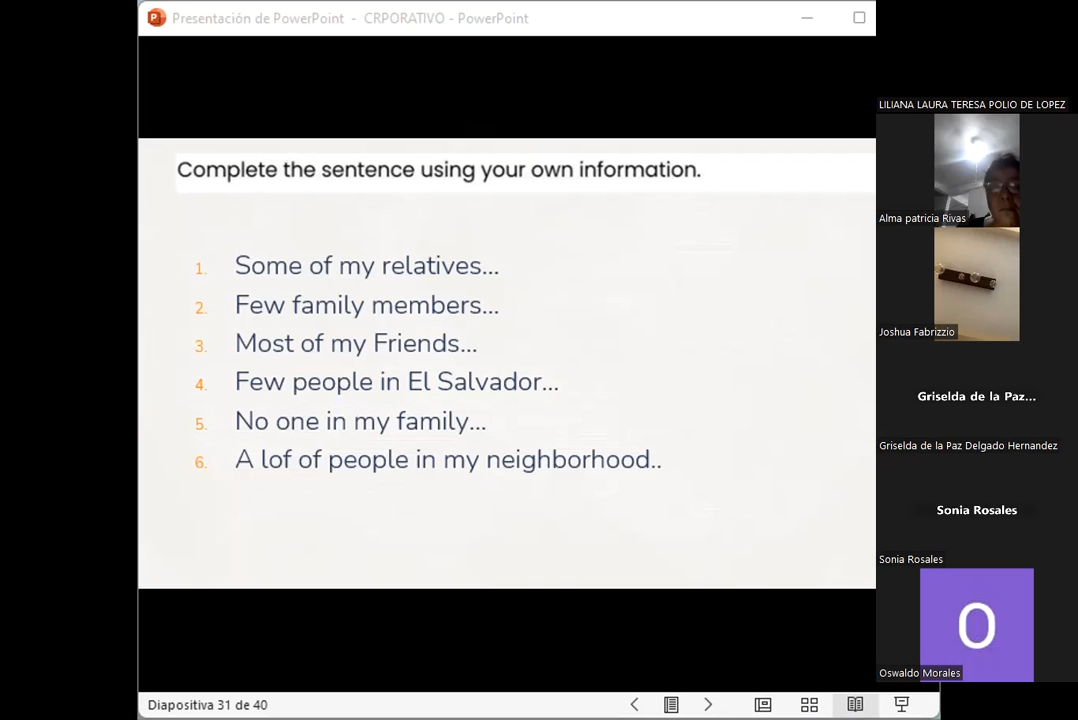 Presentación de PowerPoint - CRPORATIVO - PowerPoint
Complete the sentence using your own information.
1. Some of my relatives...
2. Few family members...
3. Most of my Friends...
4. Few people in El Salvador...
5. No one in my family...
6. A lof of people in my neighborhood..
Diapositiva 31 de 40
LILIANA LAURA TERESA POLIO DE LOPEZ
Alma patricia Rivas
Joshua Fabrizzio
Griselda de la Paz...
Griselda de la Paz Delgado Hernandez
Sonia Rosales
Sonia Rosales
O
Oswaldo Morales